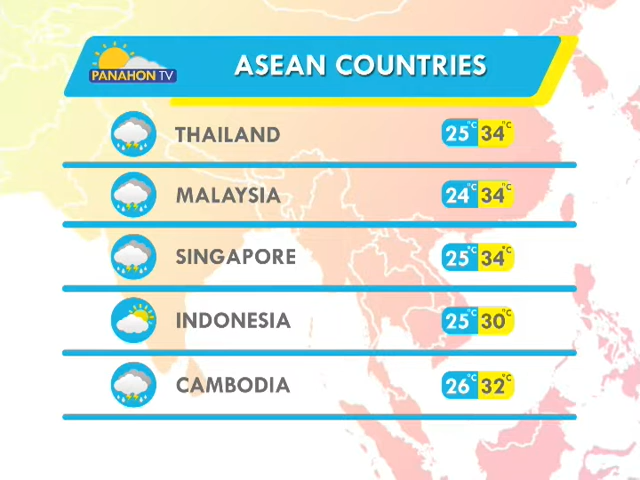 PANAHON TV
ASEAN COUNTRIES
THAILAND 25°C 34°C
MALAYSIA 24°C 34°C
SINGAPORE 25°C 34°C
INDONESIA 25°C 30°C
CAMBODIA 26°C 32°C